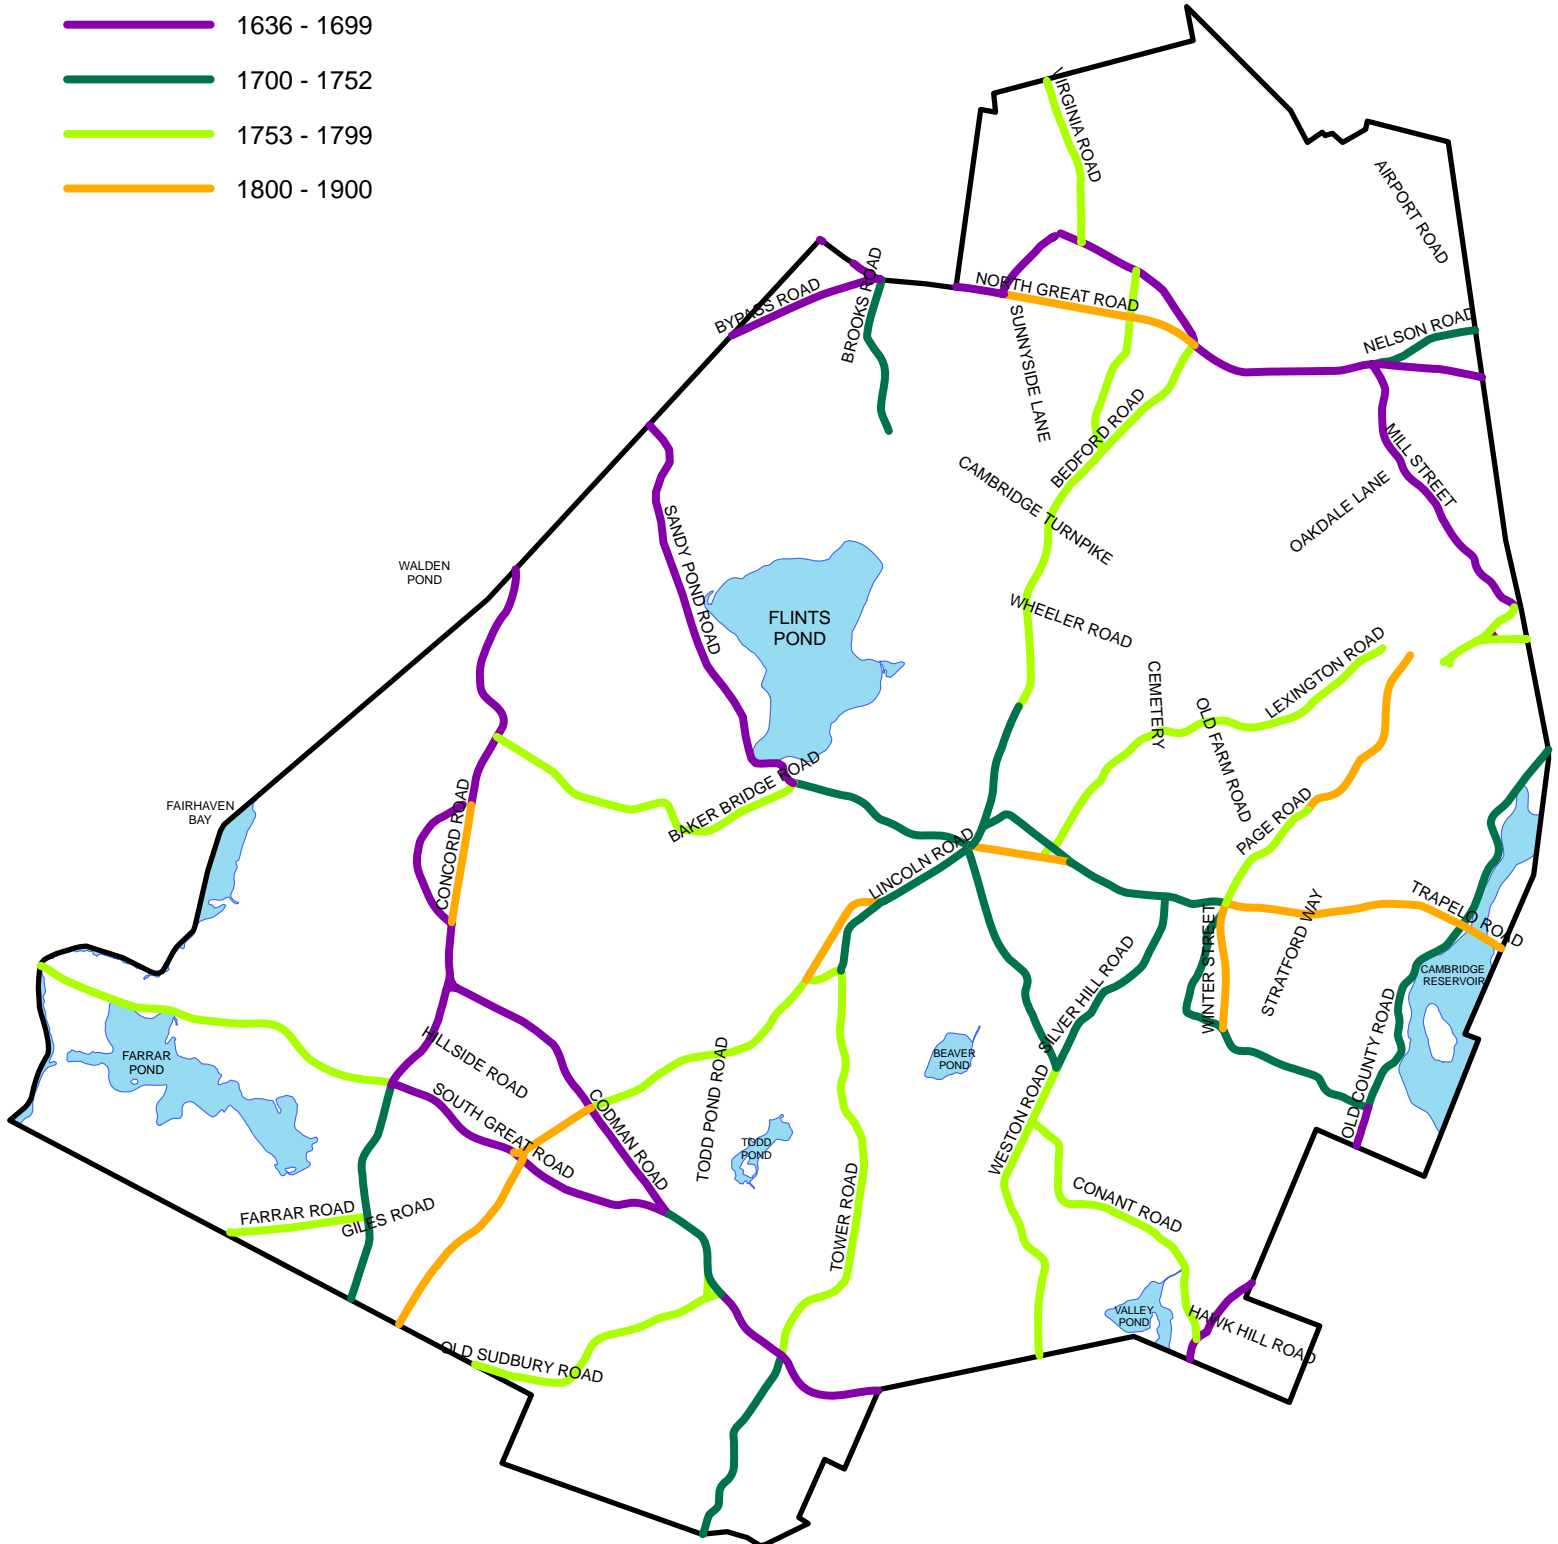 1636 - 1699
1700 - 1752
1753 - 1799
1800 - 1900
VIRGINIA ROAD
AIRPORT ROAD
BYPASS ROAD
BROOKS ROAD
NORTH GREAT ROAD
SUNNYSIDE LANE
NELSON ROAD
BEDFORD ROAD
MILL STREET
CAMBRIDGE TURNPIKE
OAKDALE LANE
SANDY POND ROAD
WALDEN
POND
FLINTS
POND
WHEELER ROAD
LEXINGTON ROAD
CEMETERY
OLD FARM ROAD
FAIRHAVEN
BAY
BAKER BRIDGE ROAD
CONCORD ROAD
PAGE ROAD
LINCOLN ROAD
TRAPELO ROAD
WINTER STREET
STRATFORD WAY
SILVER HILL ROAD
CAMBRIDGE
RESERVOIR
OLD COUNTY ROAD
FARRAR
POND
HILLSIDE ROAD
BEAVER
POND
SOUTH GREAT ROAD
CODMAN ROAD
TODD POND ROAD
TODD
POND
WESTON ROAD
FARRAR ROAD
GILES ROAD
TOWER ROAD
CONANT ROAD
VALLEY
POND
HAWK HILL ROAD
OLD SUDBURY ROAD